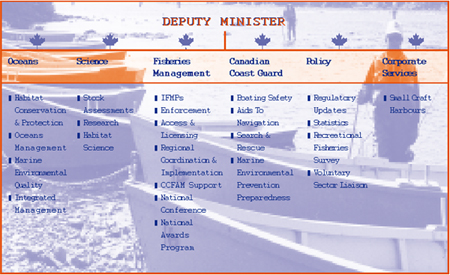 DEPUTY MINISTER
Oceans
Habitat
Conservation
& Protection
Oceans
Management
Marine
Environmental
Quality
Integrated
Management
Science
Stock
Assessments
Research
Habitat
Science
Fisheries
Management
IFMPs
Enforcement
Access &
Licensing
Regional
Coordination &
Implementation
CCFAM Support
National
Conference
National
Awards
Program
Canadian
Coast Guard
Boating Safety
Aids To
Navigation
Search &
Rescue
Marine
Environmental
Prevention
Preparedness
Policy
Regulatory
Updates
Statistics
Recreational
Fisheries
Survey
Voluntary
Sector Liaison
Corporate
Services
Small Craft
Harbours